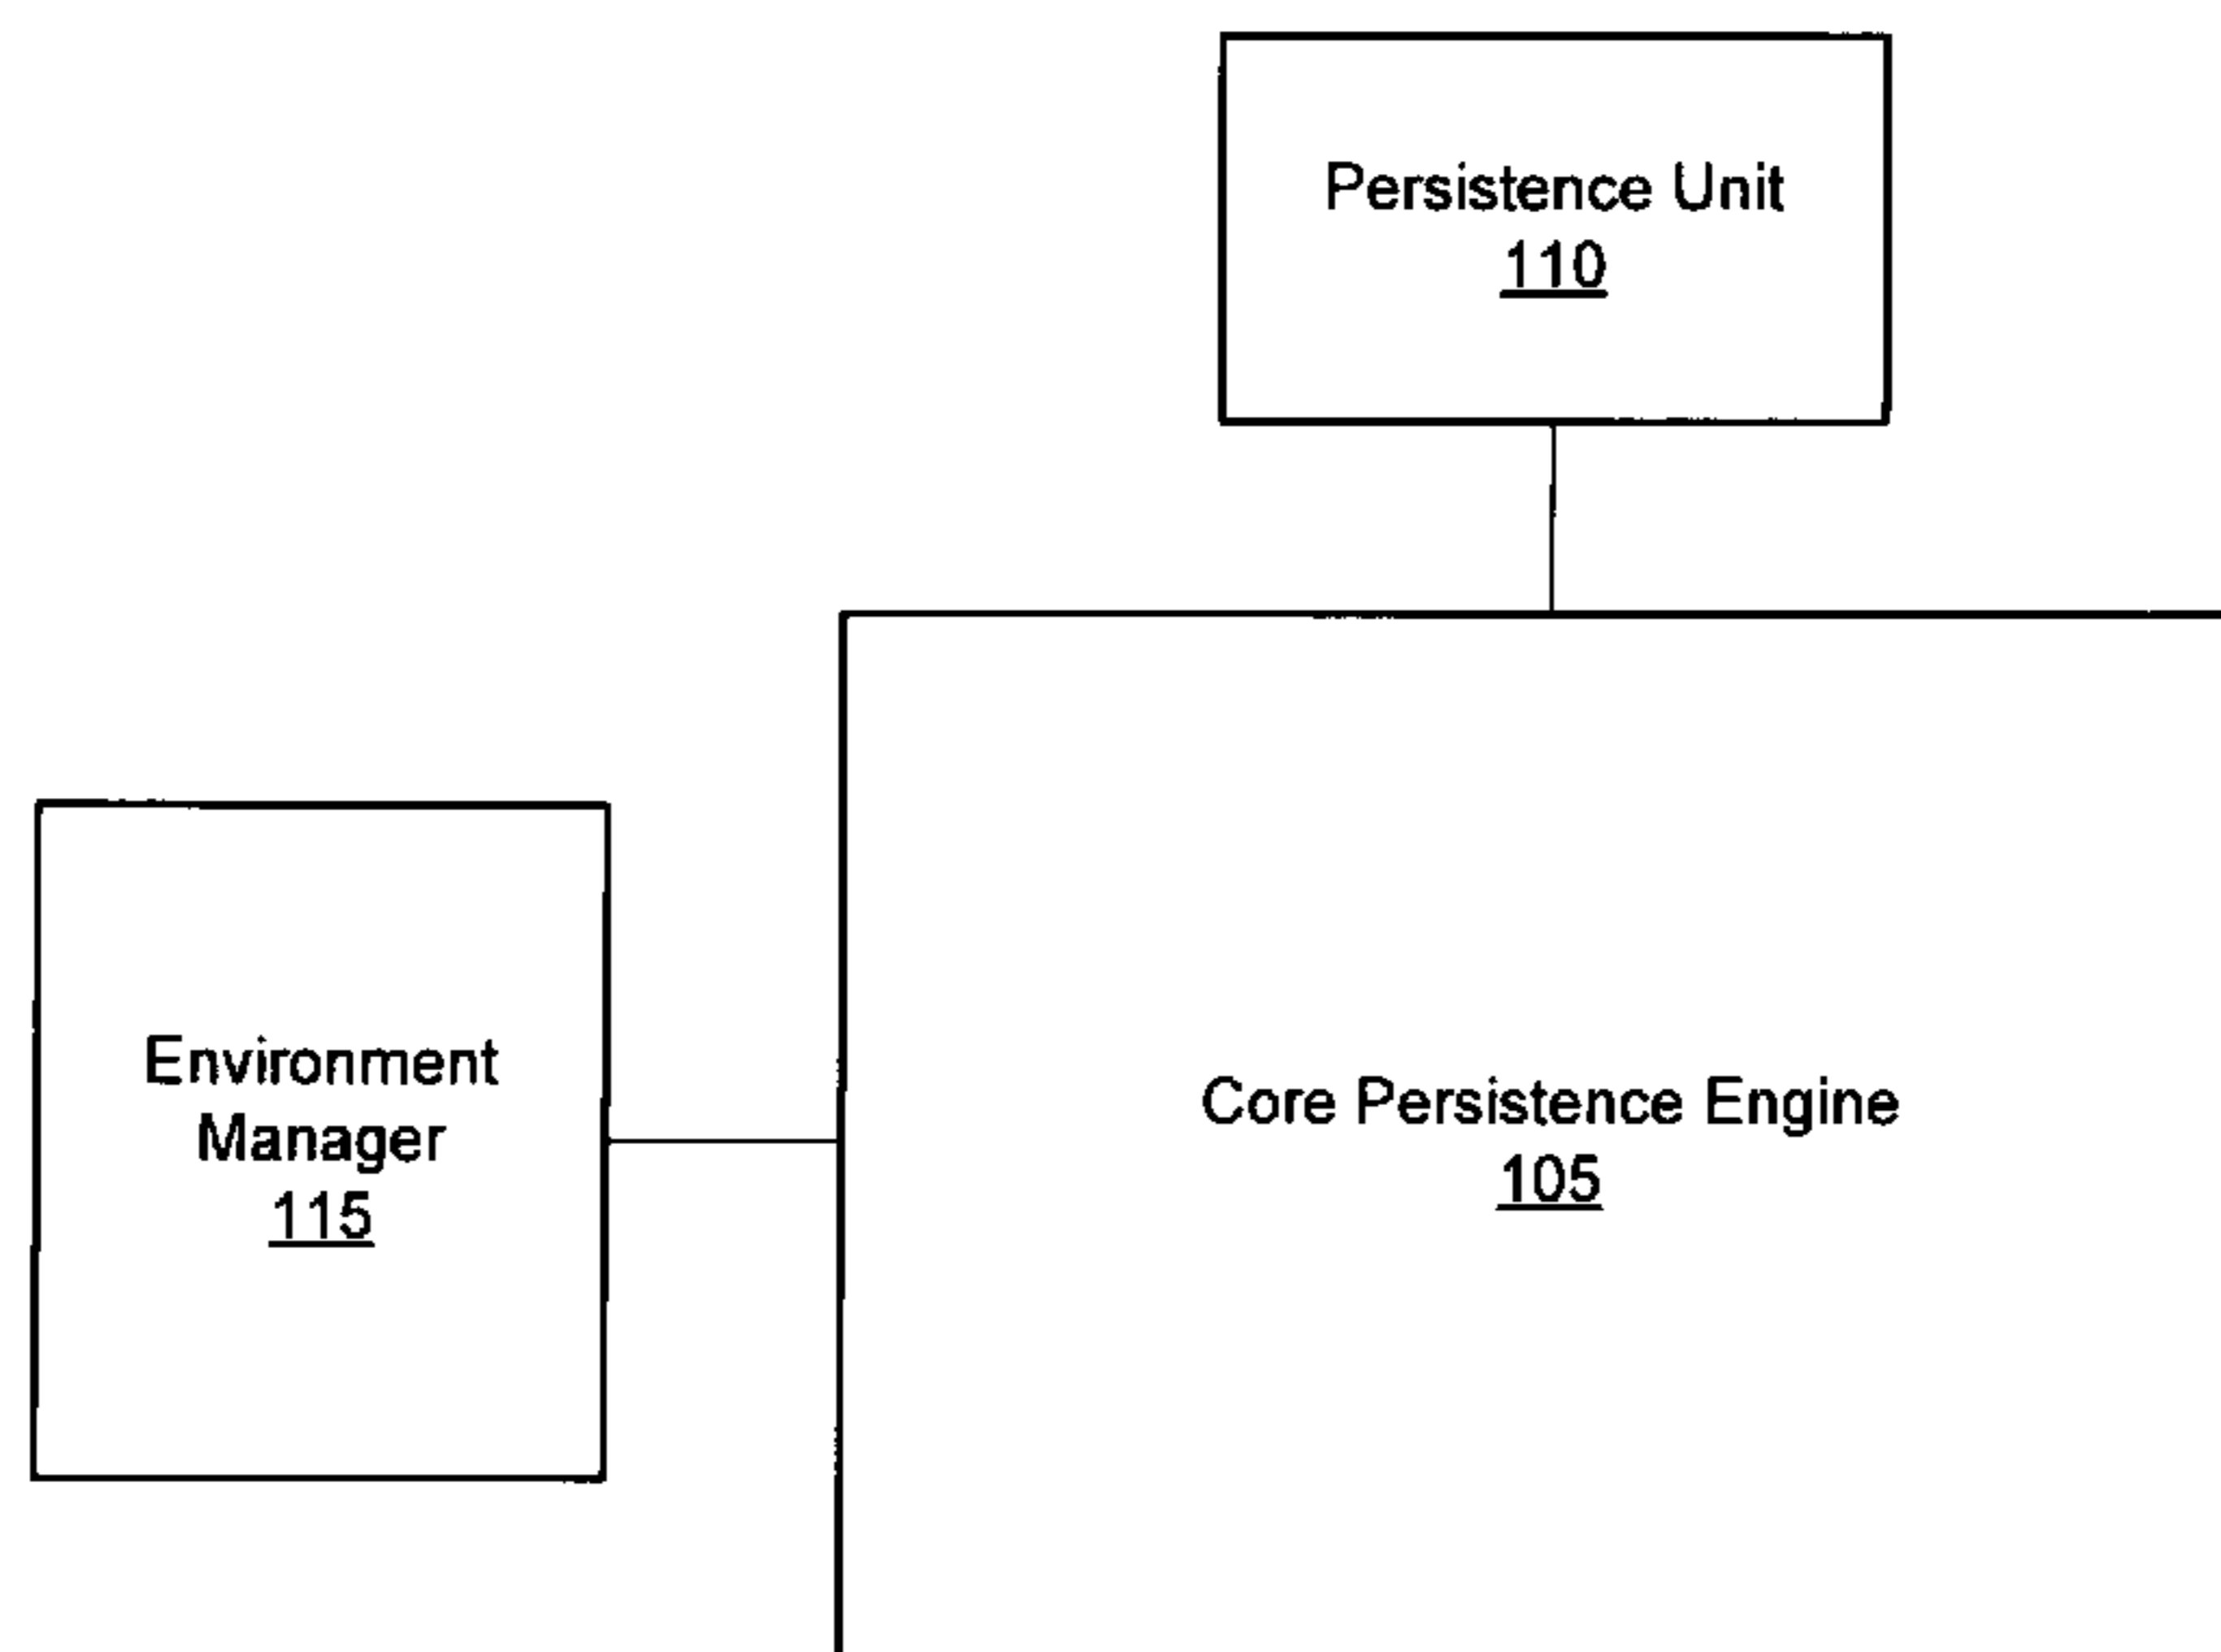 Persistence Unit
110
Environment
Manager
115
Core Persistence Engine
105